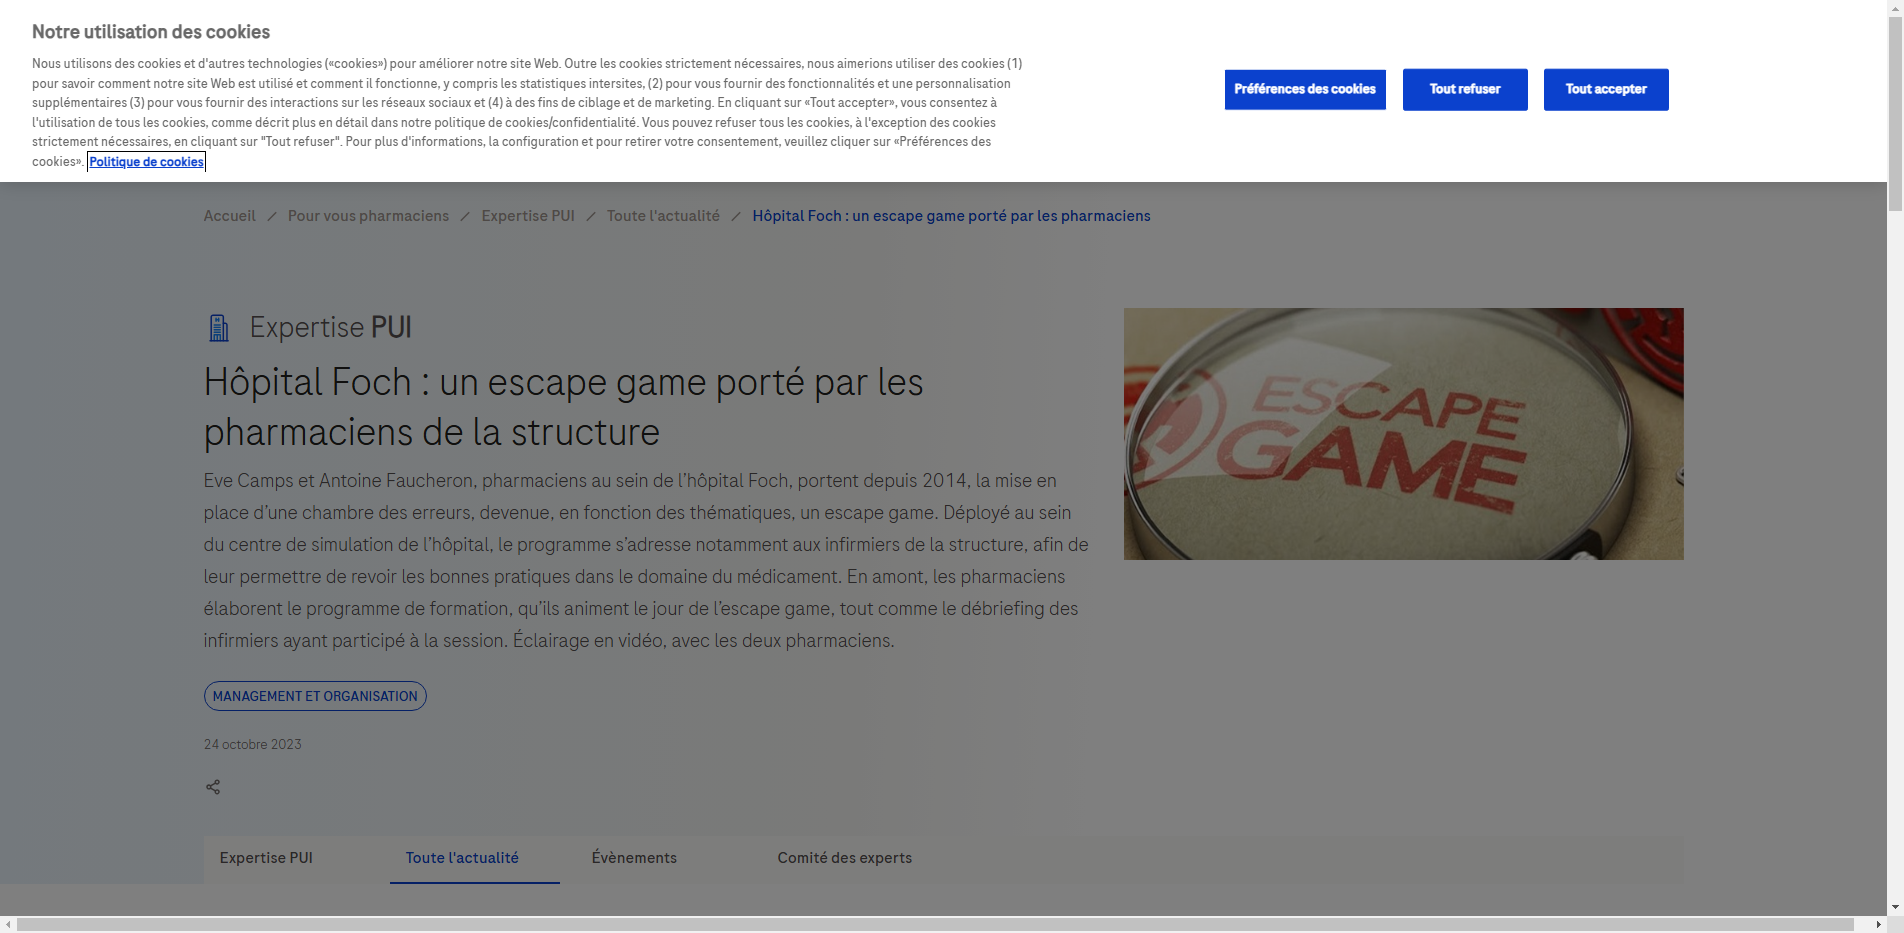 Notre utilisation des cookies
Nous utilisons des cookies et d'autres technologies («cookies») pour améliorer notre site Web. Outre les cookies strictement nécessaires, nous aimerions utiliser des cookies (1)
pour savoir comment notre site Web est utilisé et comment il fonctionne, y compris les statistiques intersites, (2) pour vous fournir des fonctionnalités et une personnalisation
supplémentaires (3) pour vous fournir des interactions sur les réseaux sociaux et (4) à des fins de ciblage et de marketing. En cliquant sur «Tout accepter», vous consentez à
l'utilisation de tous les cookies, comme décrit plus en détail dans notre politique de cookies/confidentialité. Vous pouvez refuser tous les cookies, à l'exception des cookies
strictement nécessaires, en cliquant sur "Tout refuser". Pour plus d'informations, la configuration et pour retirer votre consentement, veuillez cliquer sur «Préférences des
cookies». Politique de cookies
Préférences des cookies
Tout refuser
Tout accepter
Accueil / Pour vous pharmaciens / Expertise PUI / Toute l'actualité / Hôpital Foch : un escape game porté par les pharmaciens
Expertise PUI
Hôpital Foch : un escape game porté par les
pharmaciens de la structure
Eve Camps et Antoine Faucheron, pharmaciens au sein de l’hôpital Foch, portent depuis 2014, la mise en
place d’une chambre des erreurs, devenue, en fonction des thématiques, un escape game. Déployé au sein
du centre de simulation de l’hôpital, le programme s’adresse notamment aux infirmiers de la structure, afin de
leur permettre de revoir les bonnes pratiques dans le domaine du médicament. En amont, les pharmaciens
élaborent le programme de formation, qu’ils animent le jour de l’escape game, tout comme le débriefing des
infirmiers ayant participé à la session. Éclairage en vidéo, avec les deux pharmaciens.
ESCAPE
GAME
MANAGEMENT ET ORGANISATION
24 octobre 2023
Expertise PUI
Toute l'actualité
Évènements
Comité des experts